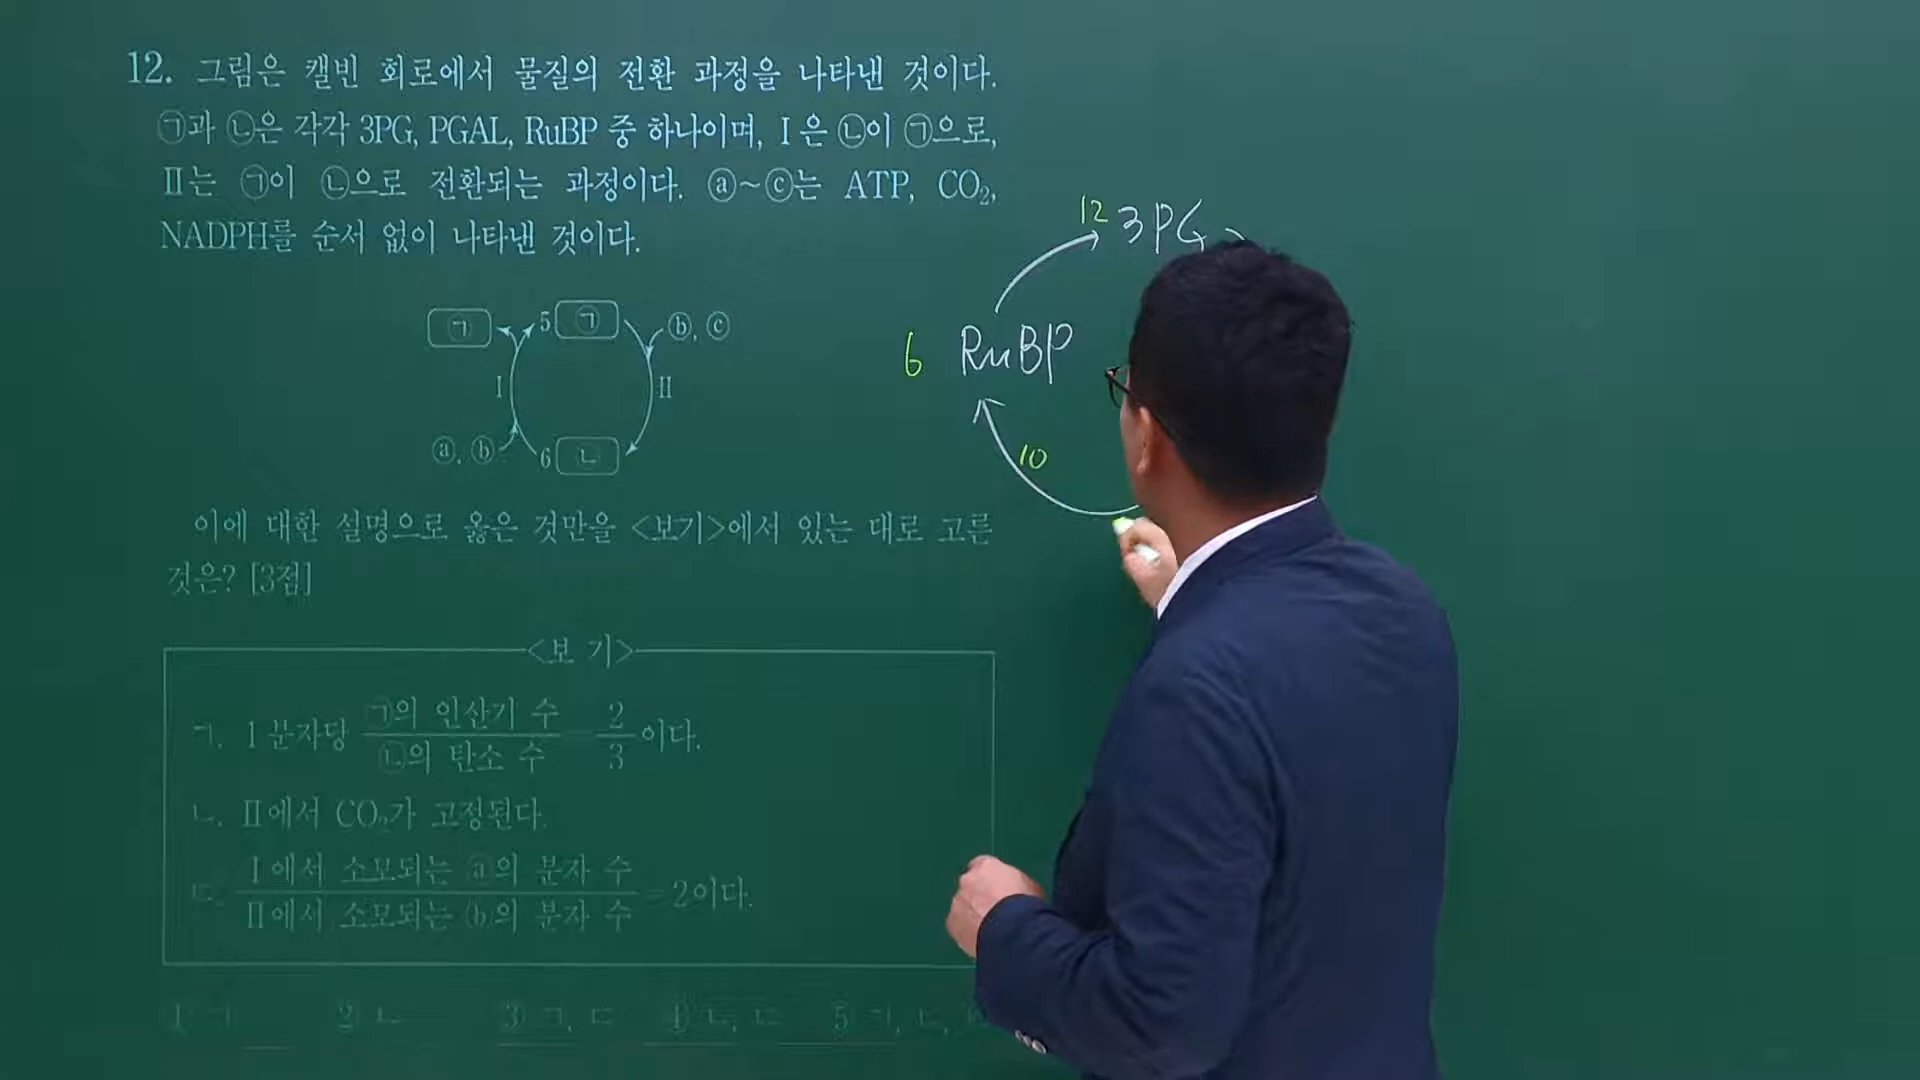 12. 그림은 캘빈 회로에서 물질의 전환 과정을 나타낸 것이다.
㉠과 ㉡은 각각 3PG, PGAL, RuBP 중 하나이며, Ⅰ은 ㉡이 ㉠으로,
Ⅱ는 ㉠이 ㉡으로 전환되는 과정이다. ⓐ~ⓒ는 ATP, CO₂,
NADPH를 순서 없이 나타낸 것이다.
㉠ 5 ㉠ ⓑ, ⓒ
Ⅰ Ⅱ
ⓐ, ⓑ 6 ㉡
이에 대한 설명으로 옳은 것만을 <보기>에서 있는 대로 고른
것은? [3점]
<보 기>
ㄱ. 1분자당 ㉠의 인산기 수 / ㉡의 탄소 수 = 2/3 이다.
ㄴ. Ⅱ에서 CO₂가 고정된다.
ㄷ. Ⅰ에서 소모되는 ⓐ의 분자 수 / Ⅱ에서 소모되는 ⓑ의 분자 수 = 2이다.
① ㄱ ② ㄴ ③ ㄱ, ㄷ ④ ㄴ, ㄷ ⑤ ㄱ, ㄴ,
12 3PG
6 RuBP
10